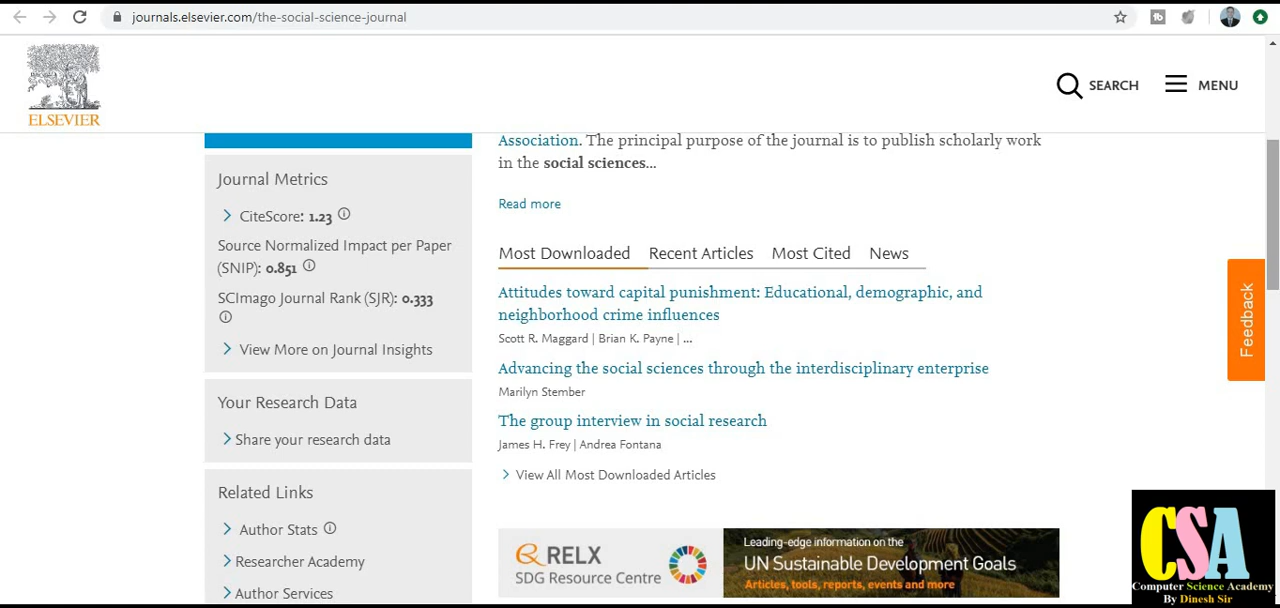 journals.elsevier.com/the-social-science-journal
ELSEVIER
SEARCH
MENU
Association. The principal purpose of the journal is to publish scholarly work
in the social sciences...
Read more
Journal Metrics
CiteScore: 1.23
Source Normalized Impact per Paper
(SNIP): 0.851
SCImago Journal Rank (SJR): 0.333
View More on Journal Insights
Your Research Data
Share your research data
Related Links
Author Stats
Researcher Academy
Author Services
Most Downloaded Recent Articles Most Cited News
Attitudes toward capital punishment: Educational, demographic, and
neighborhood crime influences
Scott R. Maggard | Brian K. Payne | ...
Advancing the social sciences through the interdisciplinary enterprise
Marilyn Stember
The group interview in social research
James H. Frey | Andrea Fontana
View All Most Downloaded Articles
RELX
SDG Resource Centre
Leading-edge information on the
UN Sustainable Development Goals
Articles, tools, reports, events and more
Feedback
CSA
Computer Science Academy
By Dinesh Sir